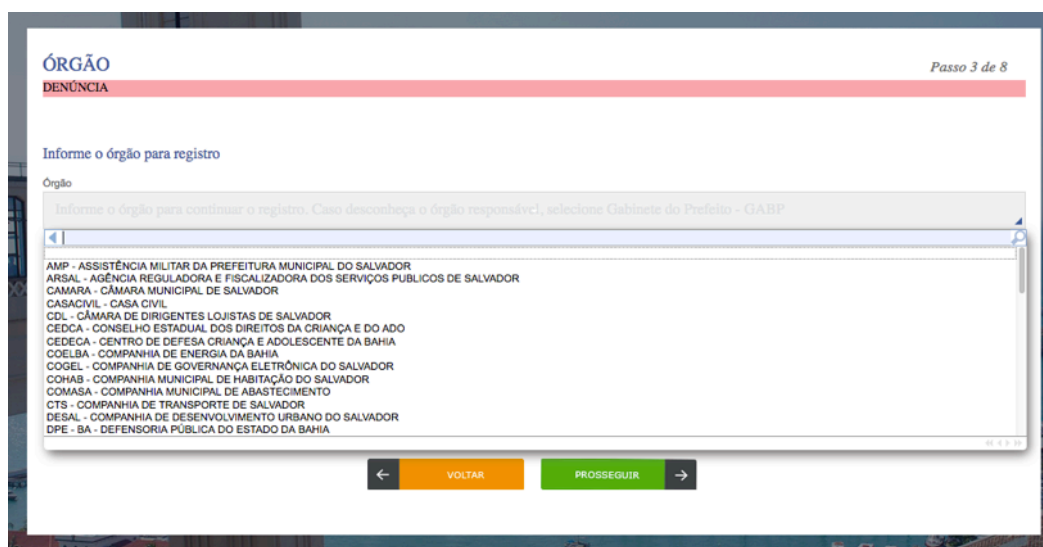 ÓRGÃO
Passo 3 de 8
DENÚNCIA
Informe o órgão para registro
Órgão
Informe o órgão para continuar o registro. Caso desconheça o órgão responsável, selecione Gabinete do Prefeito - GABP
AMP - ASSISTÊNCIA MILITAR DA PREFEITURA MUNICIPAL DO SALVADOR
ARSAL - AGÊNCIA REGULADORA E FISCALIZADORA DOS SERVIÇOS PUBLICOS DE SALVADOR
CAMARA - CÂMARA MUNICIPAL DE SALVADOR
CASACIVIL - CASA CIVIL
CDL - CÂMARA DE DIRIGENTES LOJISTAS DE SALVADOR
CEDCA - CONSELHO ESTADUAL DOS DIREITOS DA CRIANÇA E DO ADO
CEDECA - CENTRO DE DEFESA CRIANÇA E ADOLESCENTE DA BAHIA
COELBA - COMPANHIA DE ENERGIA DA BAHIA
COGEL - COMPANHIA DE GOVERNANÇA ELETRÔNICA DO SALVADOR
COHAB - COMPANHIA MUNICIPAL DE HABITAÇÃO DO SALVADOR
COMASA - COMPANHIA MUNICIPAL DE ABASTECIMENTO
CTS - COMPANHIA DE TRANSPORTE DE SALVADOR
DESAL - COMPANHIA DE DESENVOLVIMENTO URBANO DO SALVADOR
DPE - BA - DEFENSORIA PÚBLICA DO ESTADO DA BAHIA
VOLTAR
PROSSEGUIR